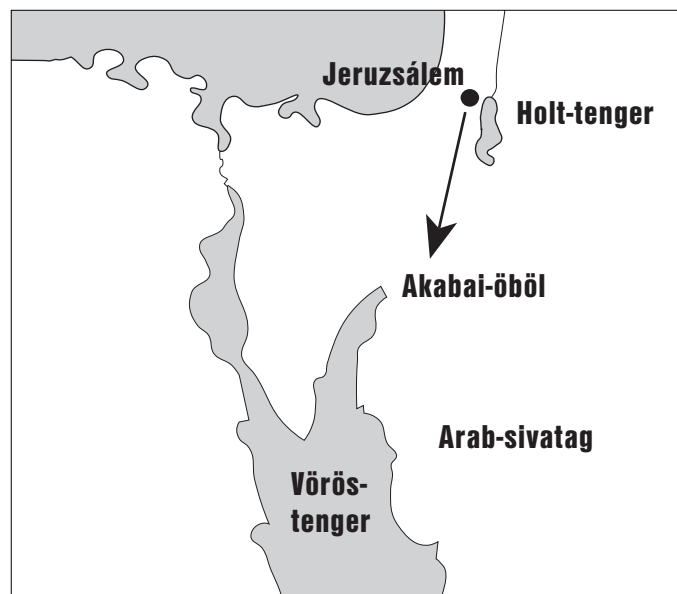 Jeruzsálem
Holt-tenger
Akabai-öböl
Arab-sivatag
Vörös-
tenger